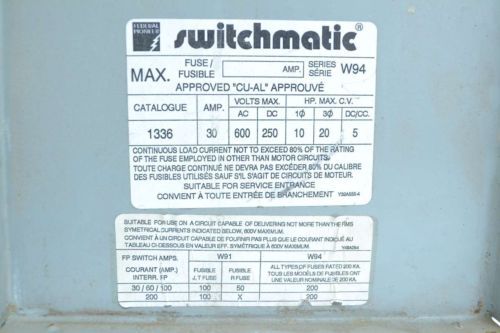 FEDERAL PIONEER
switchmatic®
MAX. FUSE/ FUSIBLE AMP. SERIES SÉRIE W94
APPROVED "CU-AL" APPROUVÉ
CATALOGUE AMP. VOLTS MAX. HP. MAX. C.V.
AC DC 1Ø 3Ø DC/CC.
1336 30 600 250 10 20 5
CONTINUOUS LOAD CURRENT NOT TO EXCEED 80% OF THE RATING
OF THE FUSE EMPLOYED IN OTHER THAN MOTOR CIRCUITS.
TOUTE CHARGE CONTINUE NE DEVRA PAS EXCÉDER 80% DU CALIBRE
DES FUSIBLES UTILISÉS SAUF S'IL S'AGIT DE CIRCUITS DE MOTEUR.
SUITABLE FOR SERVICE ENTRANCE
CONVIENT À TOUTE ENTRÉE DE BRANCHEMENT
SUITABLE FOR USE ON A CIRCUIT CAPABLE OF DELIVERING NOT MORE THAN THE RMS
SYMETRICAL CURRENTS INDICATED BELOW, 600V MAXIMUM.
CONVIENT À UN CIRCUIT CAPABLE DE FOURNIR PAS PLUS QUE LE COURANT INDIQUÉ AU
TABLEAU CI-DESSOUS EN VALEUR EFF. SYMÉTRIQUE À 600V MAXIMUM.
FP SWITCH AMPS. W91 W94
COURANT (AMP.) INTERR. FP FUSIBLE J,T FUSE FUSIBLE R FUSE ALL TYPES OF FUSES RATED 200 KA.
TOUS LES MODÈLES DE FUSIBLES ONT
UNE VALEUR NOMINALE DE 200 KA.
30 / 60 / 100 100 50 200
200 100 X 200